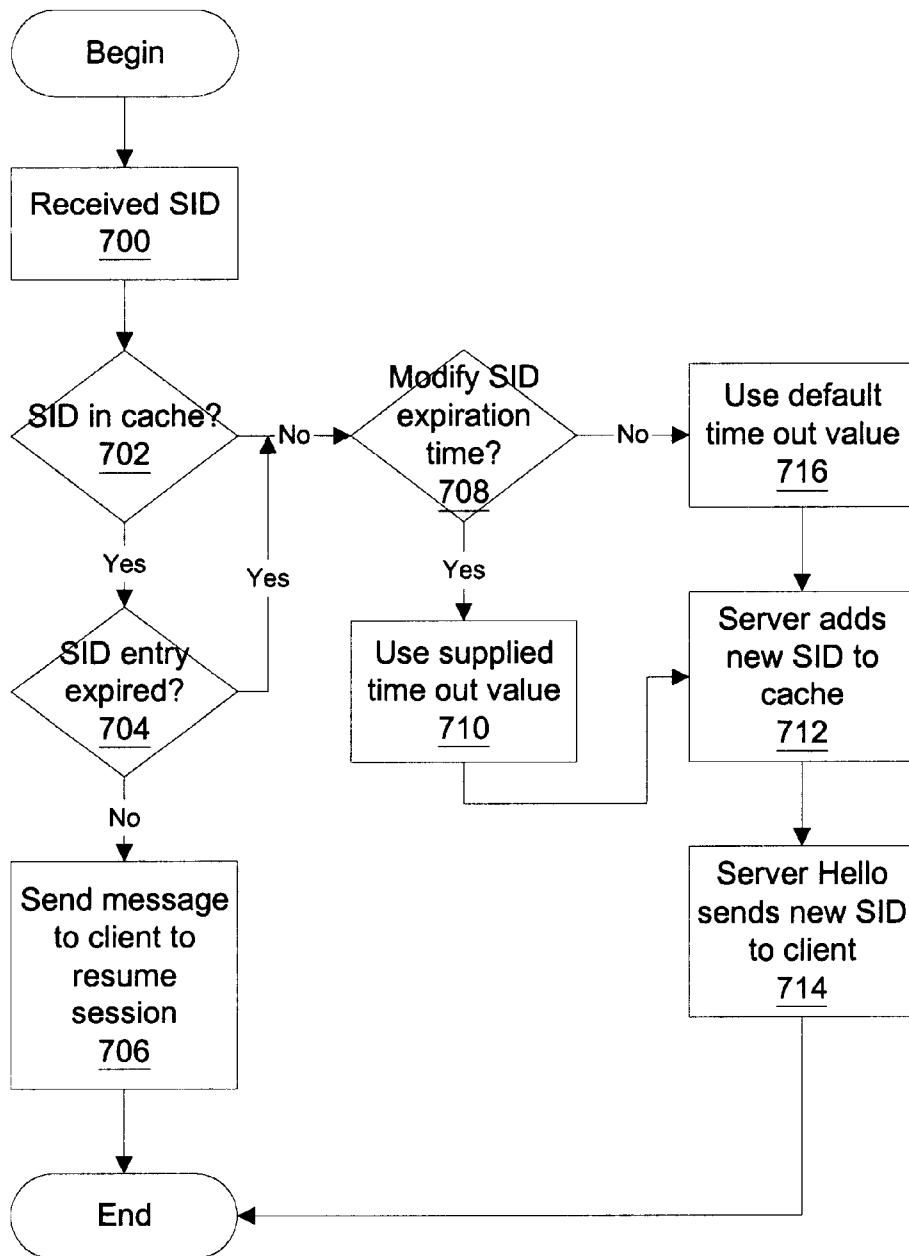 Begin
Received SID
700
SID in cache?
702
No
Modify SID
expiration
time?
708
No
Use default
time out value
716
Yes
Yes
Yes
SID entry
expired?
704
Use supplied
time out value
710
Server adds
new SID to
cache
712
No
Send message
to client to
resume
session
706
Server Hello
sends new SID
to client
714
End